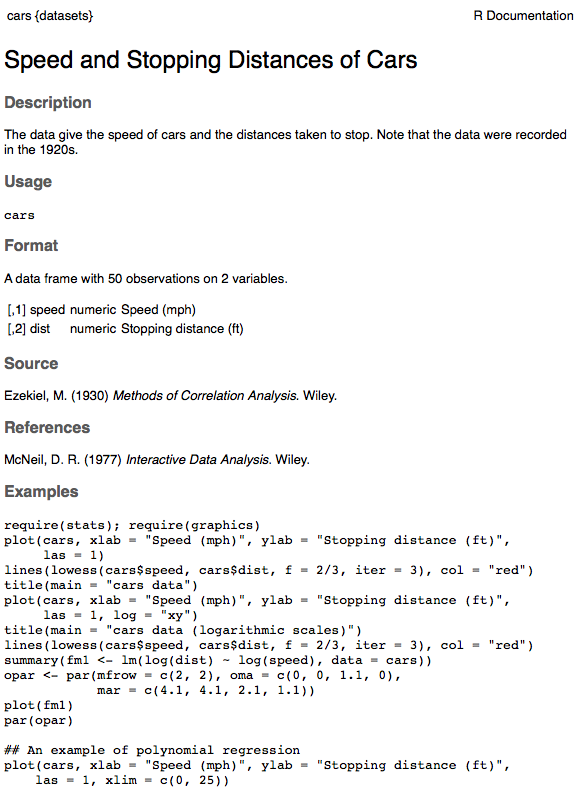 cars {datasets} R Documentation
Speed and Stopping Distances of Cars
Description
The data give the speed of cars and the distances taken to stop. Note that the data were recorded
in the 1920s.
Usage
cars
Format
A data frame with 50 observations on 2 variables.
[,1] speed numeric Speed (mph)
[,2] dist numeric Stopping distance (ft)
Source
Ezekiel, M. (1930) Methods of Correlation Analysis. Wiley.
References
McNeil, D. R. (1977) Interactive Data Analysis. Wiley.
Examples
require(stats); require(graphics)
plot(cars, xlab = "Speed (mph)", ylab = "Stopping distance (ft)",
     las = 1)
lines(lowess(cars$speed, cars$dist, f = 2/3, iter = 3), col = "red")
title(main = "cars data")
plot(cars, xlab = "Speed (mph)", ylab = "Stopping distance (ft)",
     las = 1, log = "xy")
title(main = "cars data (logarithmic scales)")
lines(lowess(cars$speed, cars$dist, f = 2/3, iter = 3), col = "red")
summary(fm1 <- lm(log(dist) ~ log(speed), data = cars))
opar <- par(mfrow = c(2, 2), oma = c(0, 0, 1.1, 0),
            mar = c(4.1, 4.1, 2.1, 1.1))
plot(fm1)
par(opar)
## An example of polynomial regression
plot(cars, xlab = "Speed (mph)", ylab = "Stopping distance (ft)",
    las = 1, xlim = c(0, 25))